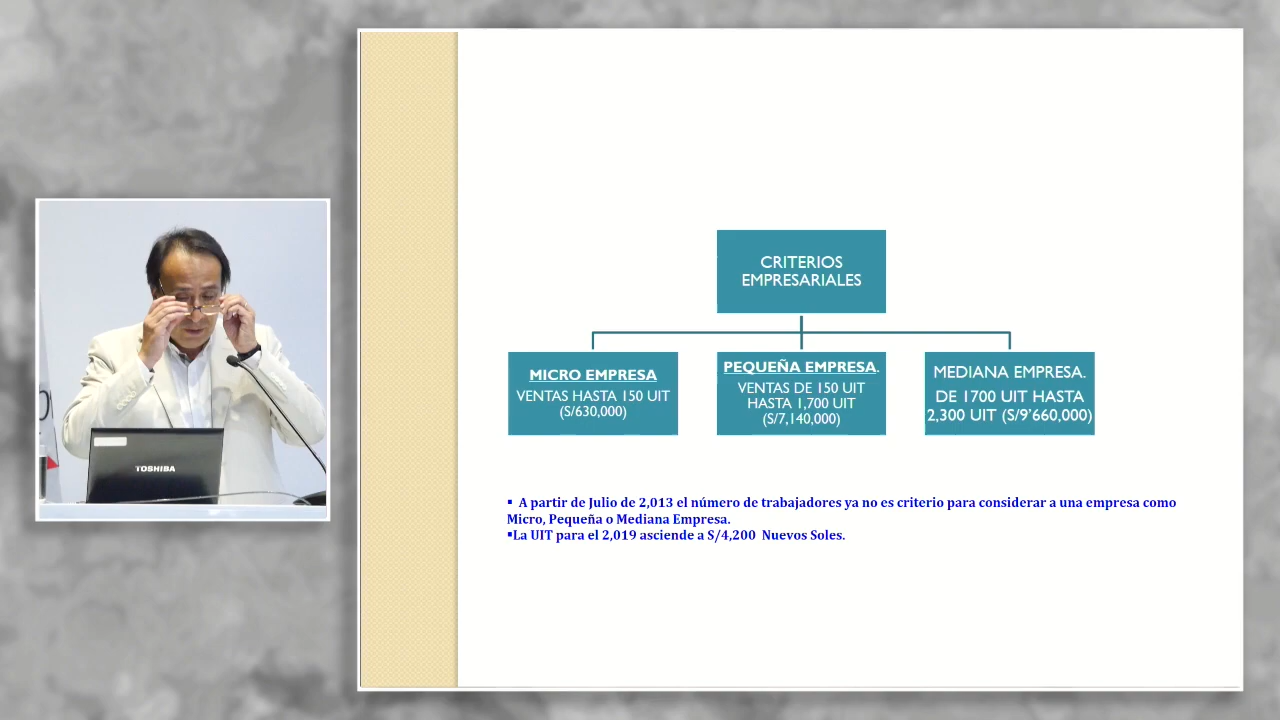 CRITERIOS
EMPRESARIALES
MICRO EMPRESA
VENTAS HASTA 150 UIT
(S/630,000)
PEQUEÑA EMPRESA.
VENTAS DE 150 UIT
HASTA 1,700 UIT
(S/7,140,000)
MEDIANA EMPRESA.
DE 1700 UIT HASTA
2,300 UIT (S/9'660,000)
▪ A partir de Julio de 2,013 el número de trabajadores ya no es criterio para considerar a una empresa como
Micro, Pequeña o Mediana Empresa.
▪La UIT para el 2,019 asciende a S/4,200 Nuevos Soles.
TOSHIBA